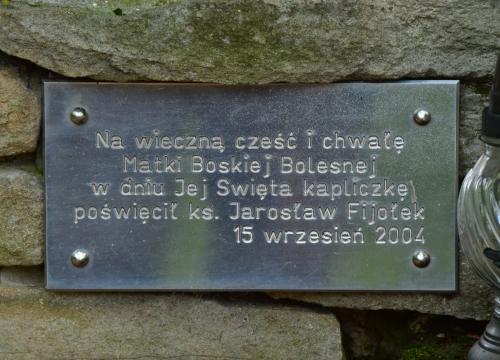 Na wieczną cześć i chwałę
Matki Boskiej Bolesnej
w dniu Jej Swięta kapliczkę
poświęcił ks. Jarosław Fijołek
15 wrzesień 2004